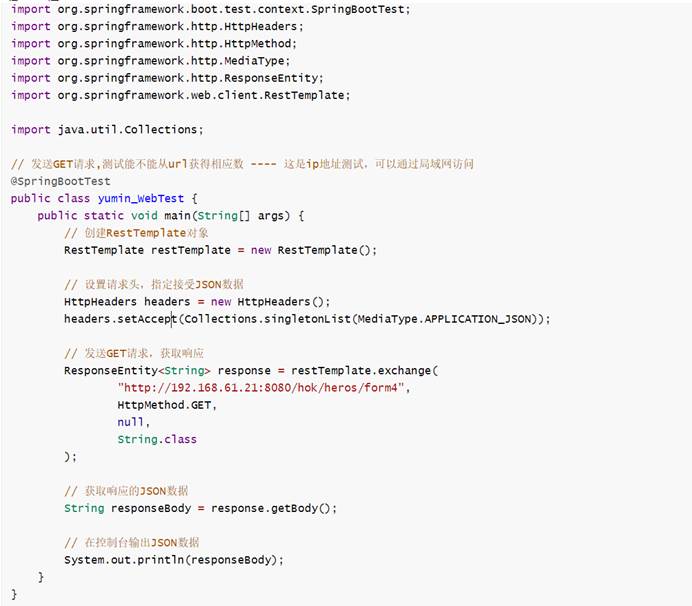 import org.springframework.boot.test.context.SpringBootTest;
import org.springframework.http.HttpHeaders;
import org.springframework.http.HttpMethod;
import org.springframework.http.MediaType;
import org.springframework.http.ResponseEntity;
import org.springframework.web.client.RestTemplate;
import java.util.Collections;
// 发送GET请求,测试能不能从url获得相应数 ---- 这是ip地址测试，可以通过局域网访问
@SpringBootTest
public class yumin_WebTest {
public static void main(String[] args) {
// 创建RestTemplate对象
RestTemplate restTemplate = new RestTemplate();
// 设置请求头，指定接受JSON数据
HttpHeaders headers = new HttpHeaders();
headers.setAccept(Collections.singletonList(MediaType.APPLICATION_JSON));
// 发送GET请求，获取响应
ResponseEntity<String> response = restTemplate.exchange(
"http://192.168.61.21:8080/hok/heros/form4",
HttpMethod.GET,
null,
String.class
);
// 获取响应的JSON数据
String responseBody = response.getBody();
// 在控制台输出JSON数据
System.out.println(responseBody);
}
}